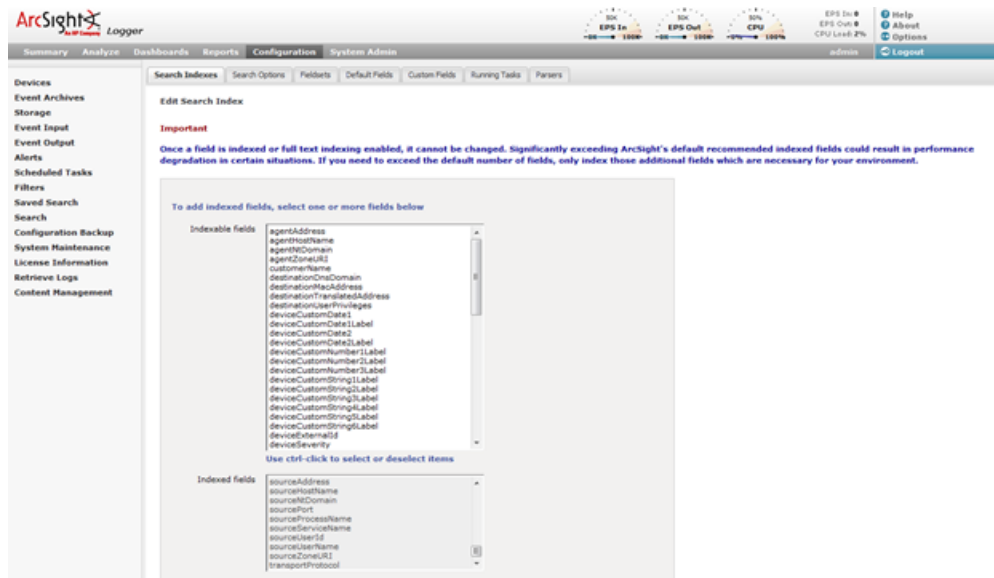 ArcSight Logger
An HP Company
50K
EPS In
50K
EPS Out
50%
CPU
EPS In: 0
EPS Out: 0
CPU Load: 2%
Help
About
Options
Summary Analyze Dashboards Reports Configuration System Admin
admin
Logout
Devices
Event Archives
Storage
Event Input
Event Output
Alerts
Scheduled Tasks
Filters
Saved Search
Search
Configuration Backup
System Maintenance
License Information
Retrieve Logs
Content Management
Search Indexes Search Options Fieldsets Default Fields Custom Fields Running Tasks Parsers
Edit Search Index
Important
Once a field is indexed or full text indexing enabled, it cannot be changed. Significantly exceeding ArcSight's default recommended indexed fields could result in performance
degradation in certain situations. If you need to exceed the default number of fields, only index those additional fields which are necessary for your environment.
To add indexed fields, select one or more fields below
Indexable fields
agentAddress
agentHostName
agentNtDomain
agentZoneURI
customerName
destinationDnsDomain
destinationMacAddress
destinationTranslatedAddress
destinationUserPrivileges
deviceCustomDate1
deviceCustomDate1Label
deviceCustomDate2
deviceCustomDate2Label
deviceCustomNumber1Label
deviceCustomNumber2Label
deviceCustomNumber3Label
deviceCustomString1Label
deviceCustomString2Label
deviceCustomString3Label
deviceCustomString4Label
deviceCustomString5Label
deviceCustomString6Label
deviceExternalId
deviceSeverity
Use ctrl-click to select or deselect items
Indexed fields
sourceAddress
sourceHostName
sourceNtDomain
sourcePort
sourceProcessName
sourceServiceName
sourceUserId
sourceUserName
sourceZoneURI
transportProtocol